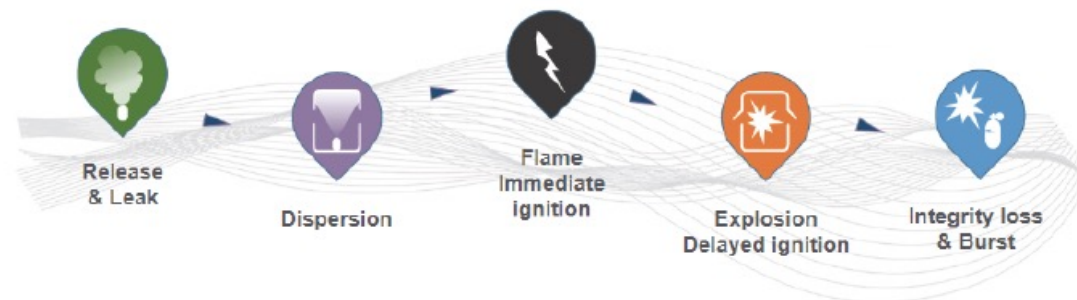 Release
& Leak
Dispersion
Flame
Immediate
ignition
Explosion
Delayed ignition
Integrity loss
& Burst